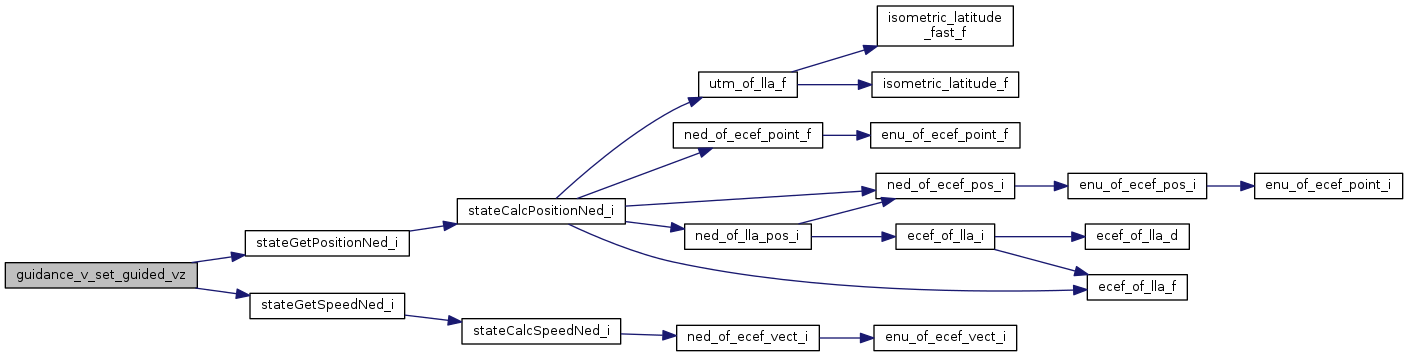 guidance_v_set_guided_vz
stateGetPositionNed_i
stateGetSpeedNed_i
stateCalcPositionNed_i
stateCalcSpeedNed_i
utm_of_lla_f
ned_of_ecef_point_f
ned_of_lla_pos_i
ned_of_ecef_vect_i
isometric_latitude
_fast_f
isometric_latitude_f
enu_of_ecef_point_f
ned_of_ecef_pos_i
ecef_of_lla_i
enu_of_ecef_vect_i
enu_of_ecef_pos_i
ecef_of_lla_d
ecef_of_lla_f
enu_of_ecef_point_i